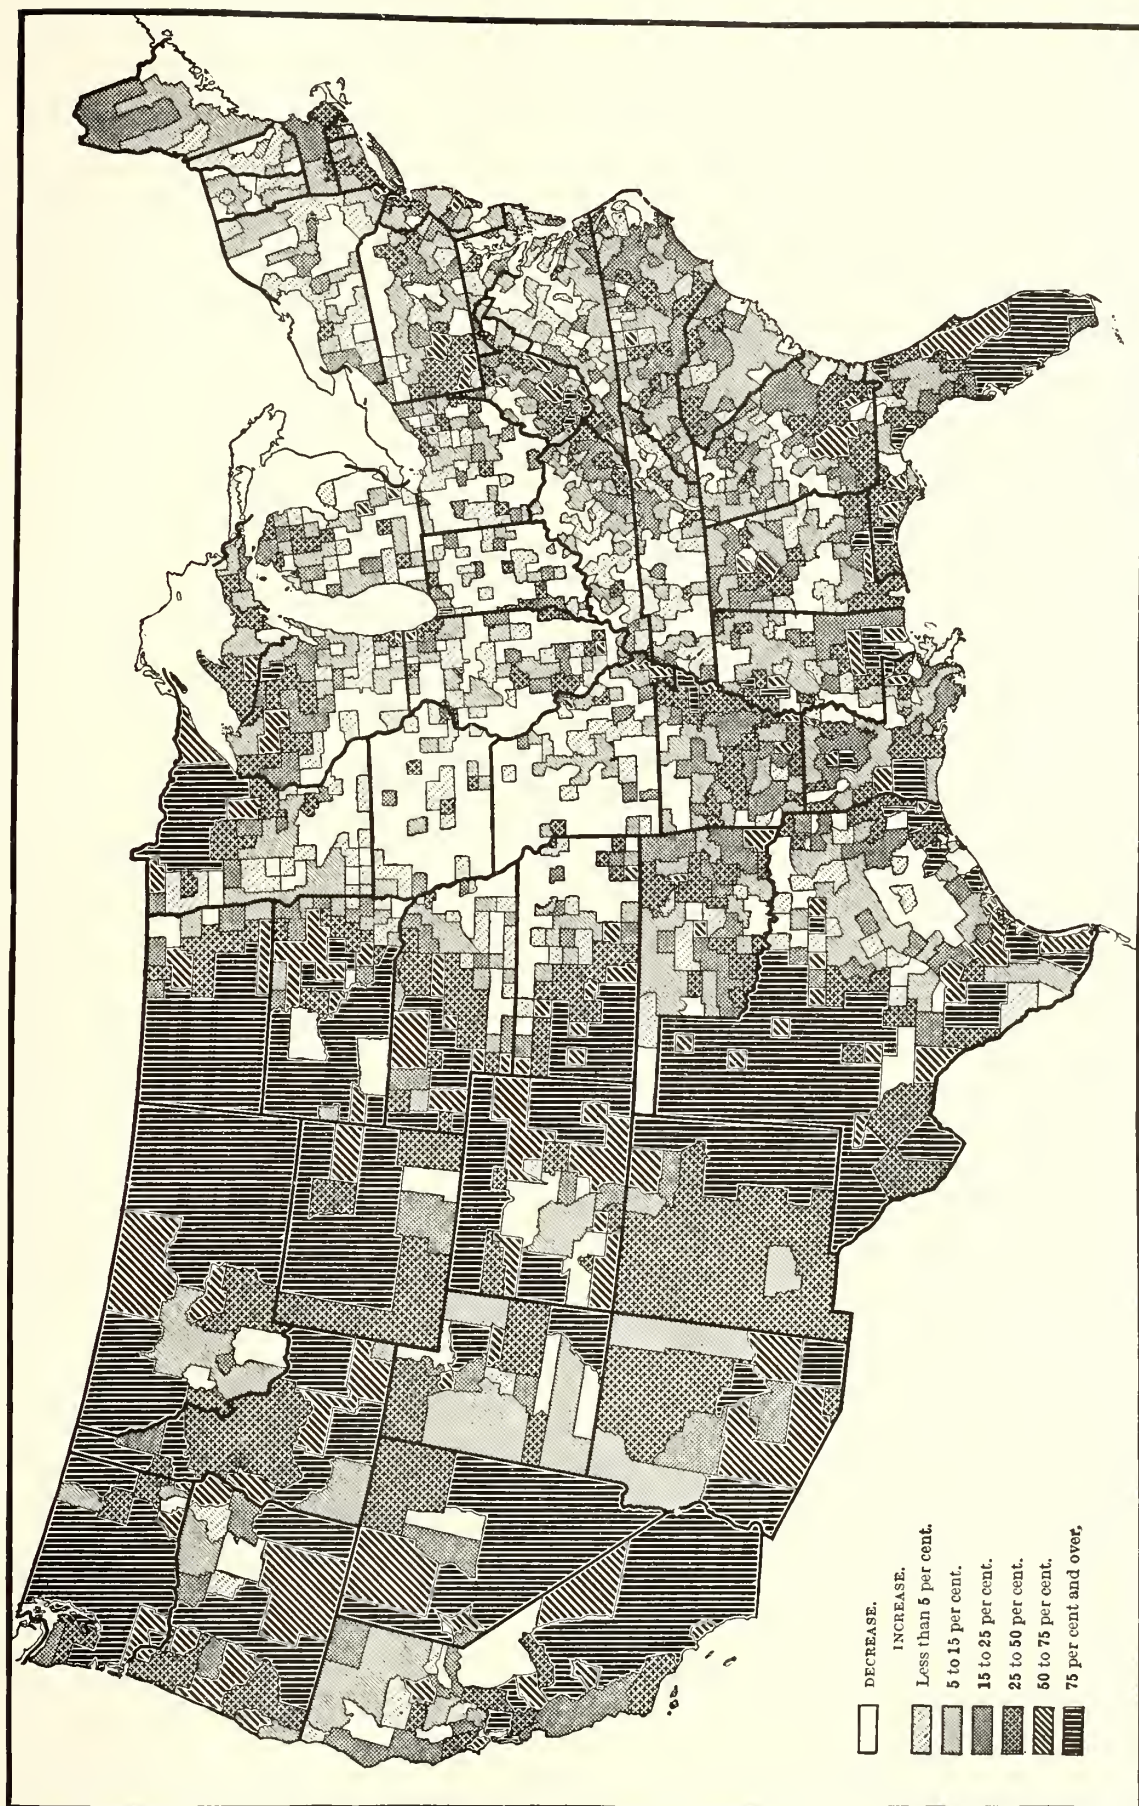 DECREASE.
INCREASE.
Less than 5 per cent.
5 to 15 per cent.
15 to 25 per cent.
25 to 50 per cent.
50 to 75 per cent.
75 per cent and over,